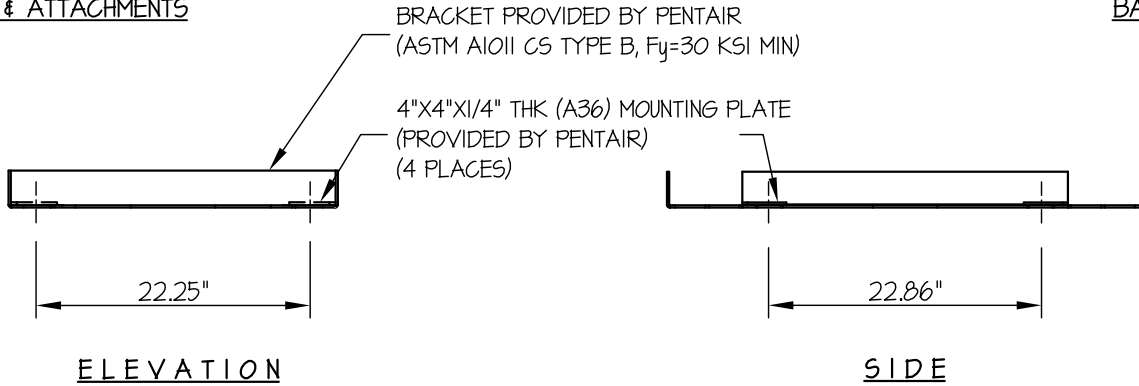 & ATTACHMENTS
BA
BRACKET PROVIDED BY PENTAIR
(ASTM A1011 CS TYPE B, Fy=30 KSI MIN)
4"X4"X1/4" THK (A36) MOUNTING PLATE
(PROVIDED BY PENTAIR)
(4 PLACES)
22.25"
22.86"
ELEVATION
SIDE